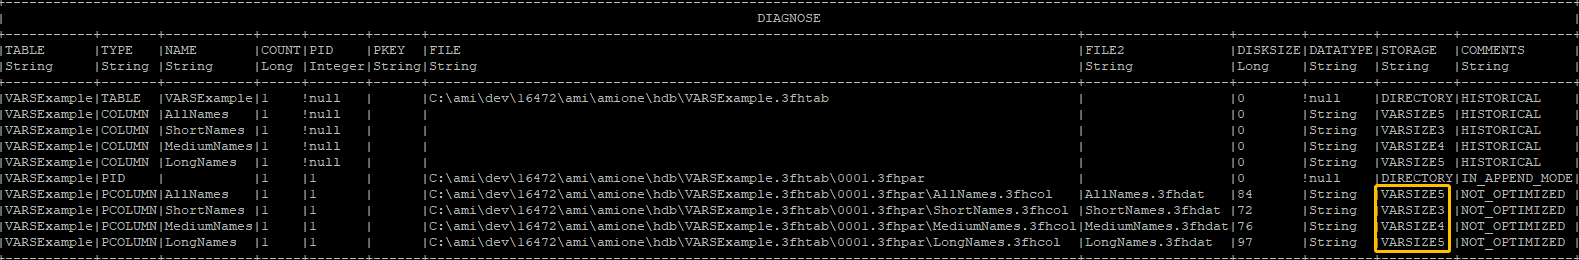 DIAGNOSE
|TABLE |TYPE |NAME |COUNT|PID |PKEY |FILE |FILE2 |DISKSIZE|DATATYPE|STORAGE |COMMENTS |
|String |String |String |Long |Integer|String|String |String |Long |String |String |String |
|VARSExample|TABLE |VARSExample|1 |!null | |C:\ami\dev\16472\ami\amione\hdb\VARSExample.3fhtab | |0 |!null |DIRECTORY|HISTORICAL |
|VARSExample|COLUMN |AllNames |1 |!null | | | |0 |String |VARSIZE5 |HISTORICAL |
|VARSExample|COLUMN |ShortNames |1 |!null | | | |0 |String |VARSIZE3 |HISTORICAL |
|VARSExample|COLUMN |MediumNames|1 |!null | | | |0 |String |VARSIZE4 |HISTORICAL |
|VARSExample|COLUMN |LongNames |1 |!null | | | |0 |String |VARSIZE5 |HISTORICAL |
|VARSExample|PID | |1 |1 | |C:\ami\dev\16472\ami\amione\hdb\VARSExample.3fhtab\0001.3fhpar | |0 |!null |DIRECTORY|IN_APPEND_MODE|
|VARSExample|PCOLUMN|AllNames |1 |1 | |C:\ami\dev\16472\ami\amione\hdb\VARSExample.3fhtab\0001.3fhpar\AllNames.3fhcol |AllNames.3fhdat |84 |String |VARSIZE5 |NOT_OPTIMIZED |
|VARSExample|PCOLUMN|ShortNames |1 |1 | |C:\ami\dev\16472\ami\amione\hdb\VARSExample.3fhtab\0001.3fhpar\ShortNames.3fhcol |ShortNames.3fhdat |72 |String |VARSIZE3 |NOT_OPTIMIZED |
|VARSExample|PCOLUMN|MediumNames|1 |1 | |C:\ami\dev\16472\ami\amione\hdb\VARSExample.3fhtab\0001.3fhpar\MediumNames.3fhcol|MediumNames.3fhdat|76 |String |VARSIZE4 |NOT_OPTIMIZED |
|VARSExample|PCOLUMN|LongNames |1 |1 | |C:\ami\dev\16472\ami\amione\hdb\VARSExample.3fhtab\0001.3fhpar\LongNames.3fhcol |LongNames.3fhdat |97 |String |VARSIZE5 |NOT_OPTIMIZED |